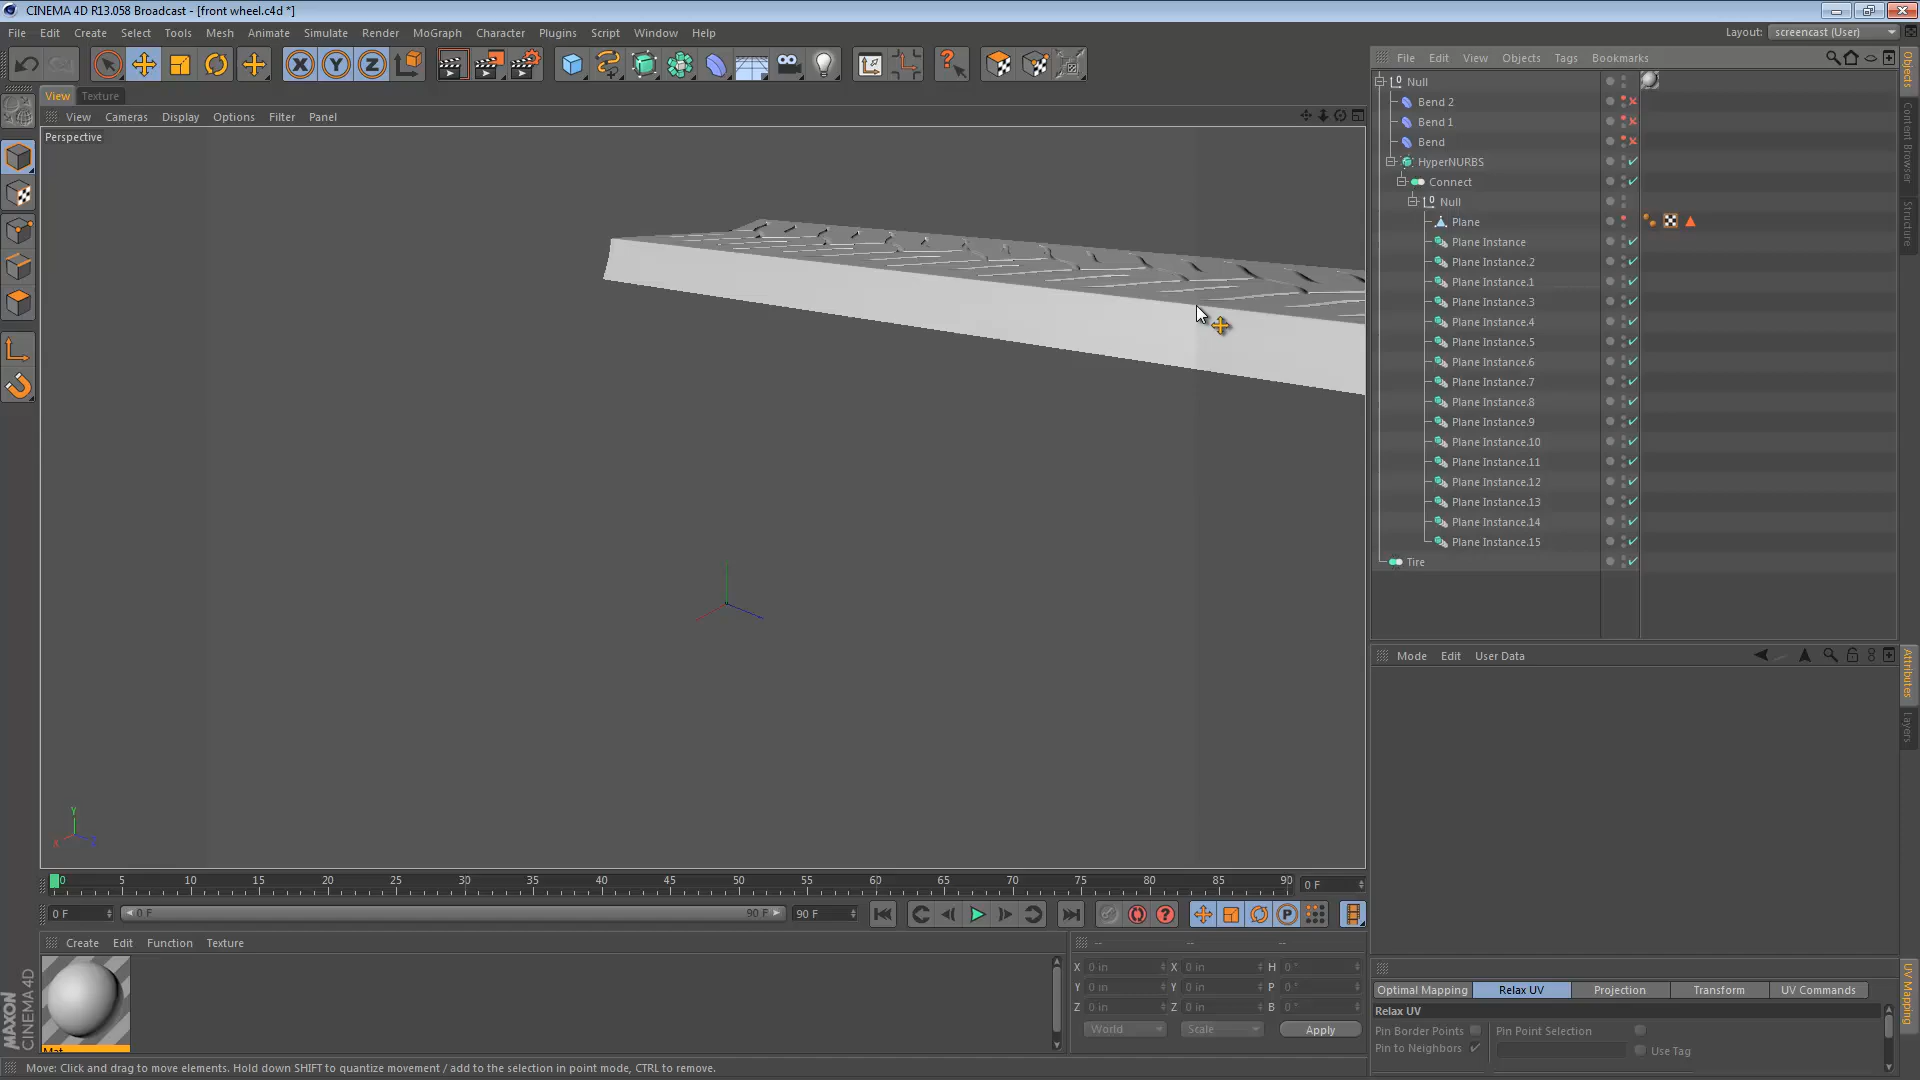 CINEMA 4D R13.058 Broadcast - [front wheel.c4d *]
File Edit Create Select Tools Mesh Animate Simulate Render MoGraph Character Plugins Script Window Help
Layout: screencast (User)
View Texture
View Cameras Display Options Filter Panel
Perspective
File Edit View Objects Tags Bookmarks
Null
Bend 2
Bend 1
Bend
HyperNURBS
Connect
Null
Plane
Plane Instance
Plane Instance.2
Plane Instance.1
Plane Instance.3
Plane Instance.4
Plane Instance.5
Plane Instance.6
Plane Instance.7
Plane Instance.8
Plane Instance.9
Plane Instance.10
Plane Instance.11
Plane Instance.12
Plane Instance.13
Plane Instance.14
Plane Instance.15
Tire
Objects
Content Browser
Structure
Mode Edit User Data
Attributes
Layers
Y
X
Z
0 5 10 15 20 25 30 35 40 45 50 55 60 65 70 75 80 85 90 0 F
0 F 0 F 90 F 90 F
Create Edit Function Texture
Mat
-- -- --
X 0 in X 0 in H 0 °
Y 0 in Y 0 in P 0 °
Z 0 in Z 0 in B 0 °
World Scale Apply
Optimal Mapping Relax UV Projection Transform UV Commands
Relax UV
Pin Border Points Pin Point Selection
Pin to Neighbors Use Tag
UV Mapping
MAXON
CINEMA 4D
Move: Click and drag to move elements. Hold down SHIFT to quantize movement / add to the selection in point mode, CTRL to remove.